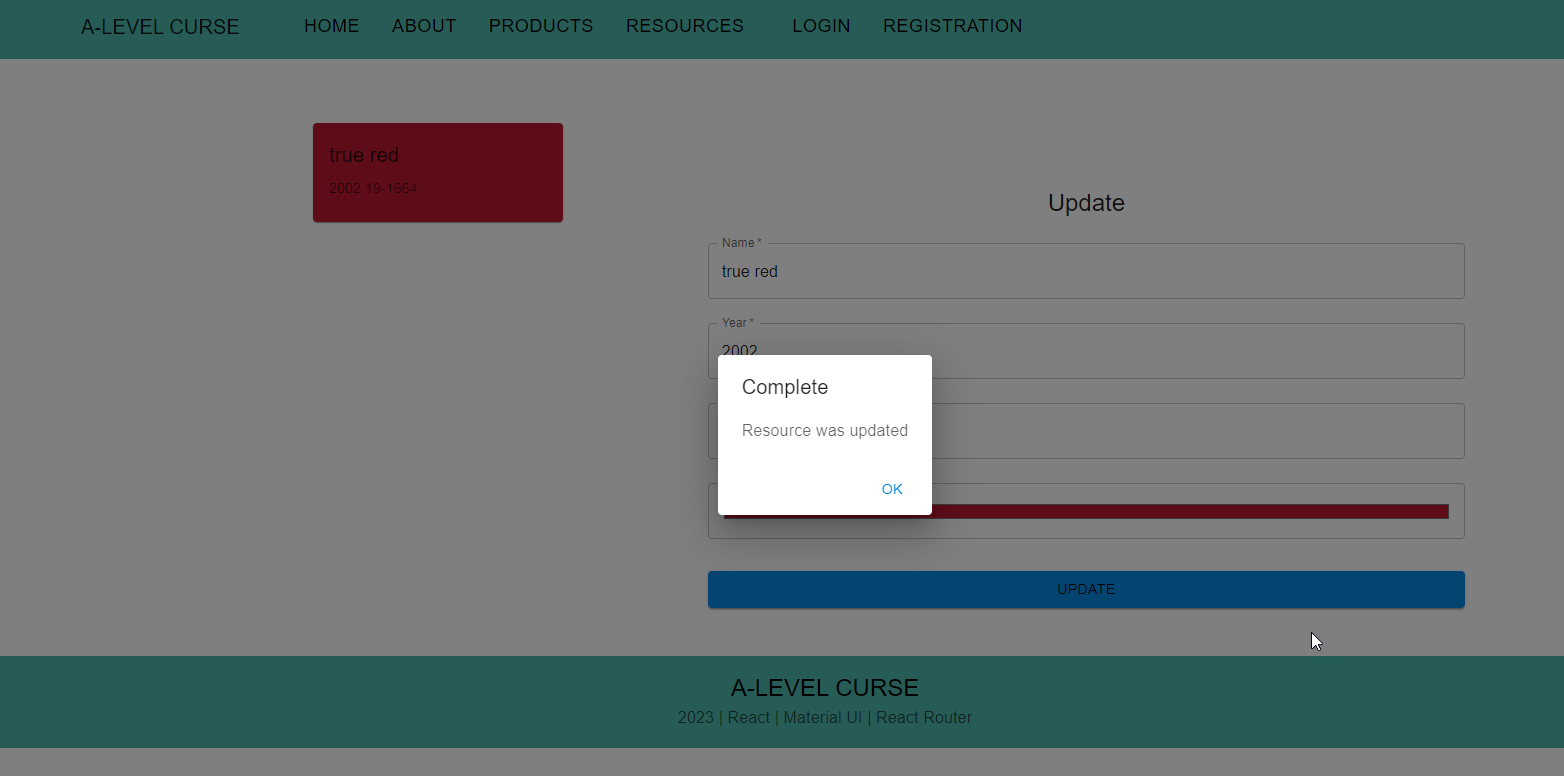 A-LEVEL CURSE HOME ABOUT PRODUCTS RESOURCES LOGIN REGISTRATION
true red
2002 19-1664
Update
Name *
true red
Year *
2002
Complete
Resource was updated
OK
UPDATE
A-LEVEL CURSE
2023 | React | Material UI | React Router